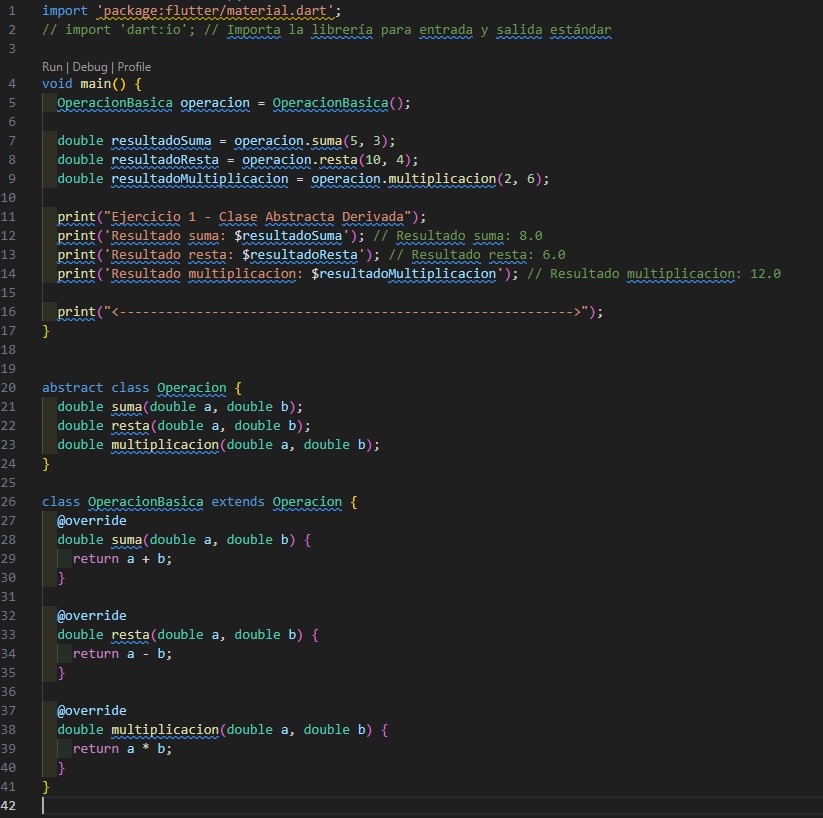 1 import 'package:flutter/material.dart';
2 // import 'dart:io'; // Importa la librería para entrada y salida estándar
3
Run | Debug | Profile
4 void main() {
5   OperacionBasica operacion = OperacionBasica();
6
7   double resultadoSuma = operacion.suma(5, 3);
8   double resultadoResta = operacion.resta(10, 4);
9   double resultadoMultiplicacion = operacion.multiplicacion(2, 6);
10
11   print("Ejercicio 1 - Clase Abstracta Derivada");
12   print('Resultado suma: $resultadoSuma'); // Resultado suma: 8.0
13   print('Resultado resta: $resultadoResta'); // Resultado resta: 6.0
14   print('Resultado multiplicacion: $resultadoMultiplicacion'); // Resultado multiplicacion: 12.0
15
16   print("<----------------------------------------------------------->");
17 }
18
19
20 abstract class Operacion {
21   double suma(double a, double b);
22   double resta(double a, double b);
23   double multiplicacion(double a, double b);
24 }
25
26 class OperacionBasica extends Operacion {
27   @override
28   double suma(double a, double b) {
29     return a + b;
30   }
31
32   @override
33   double resta(double a, double b) {
34     return a - b;
35   }
36
37   @override
38   double multiplicacion(double a, double b) {
39     return a * b;
40   }
41 }
42